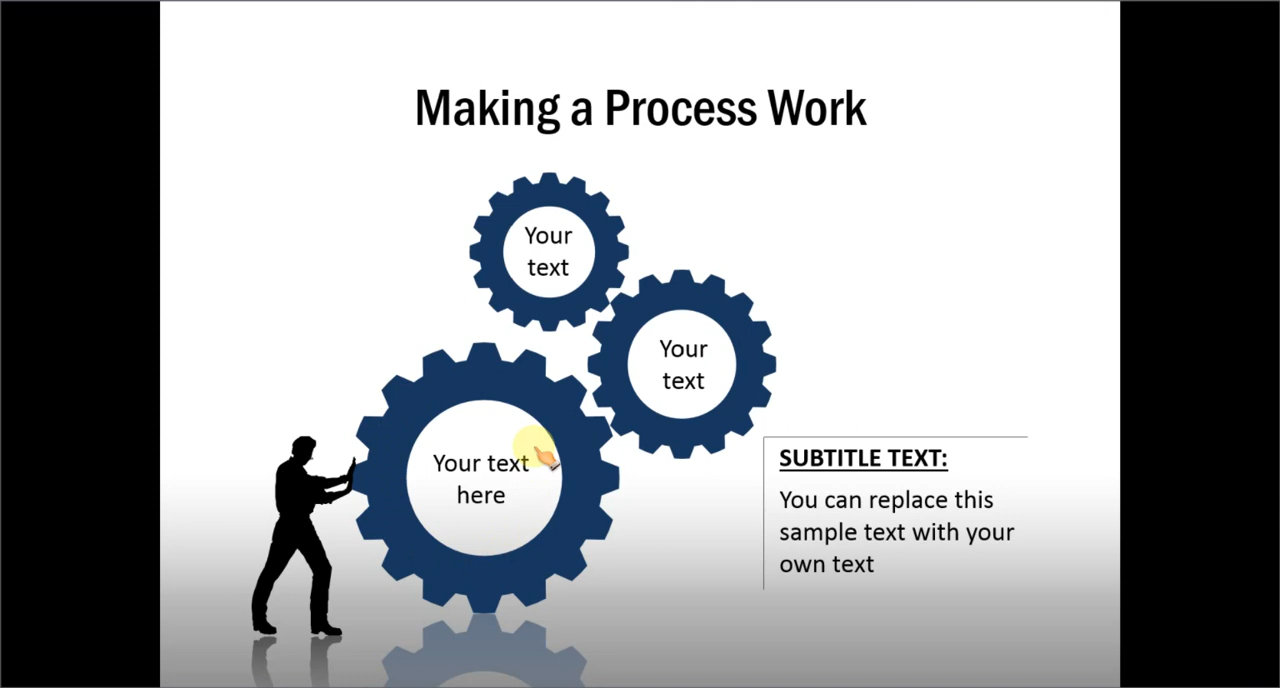 Making a Process Work
Your
text
Your
text
Your text
here
SUBTITLE TEXT:
You can replace this
sample text with your
own text